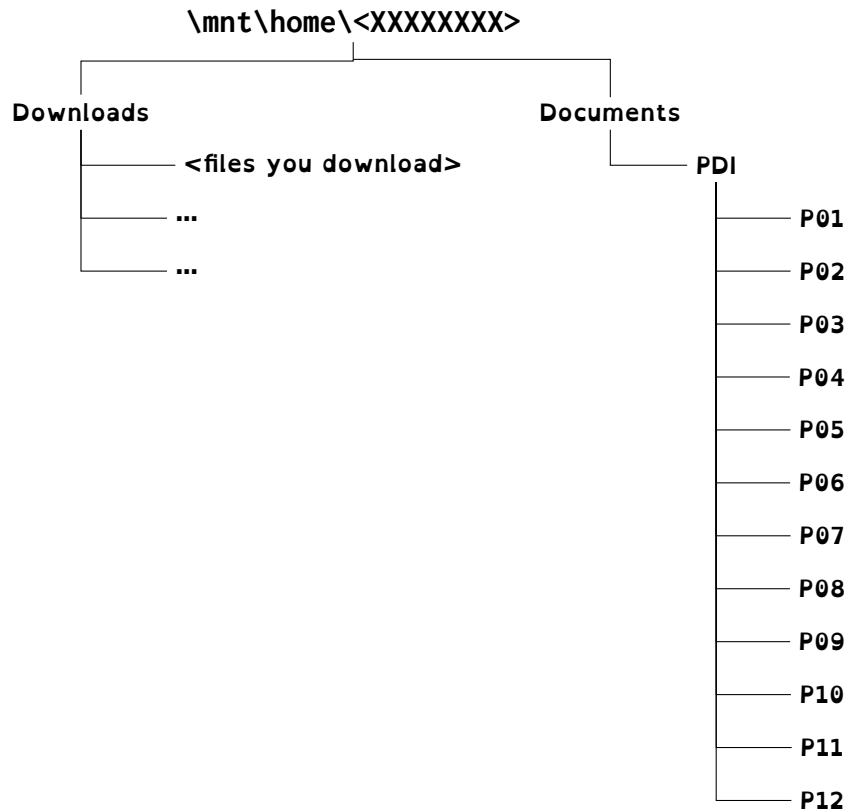 \mnt\home\<XXXXXXXX>
Downloads
Documents
<files you download>
PDI
...
P01
...
P02
P03
P04
P05
P06
P07
P08
P09
P10
P11
P12